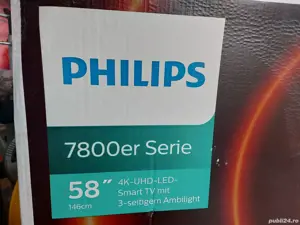 PHILIPS
7800er Serie
58"
146cm
4K-UHD-LED-
Smart TV mit
3-seitigem Ambilight
publi24.ro